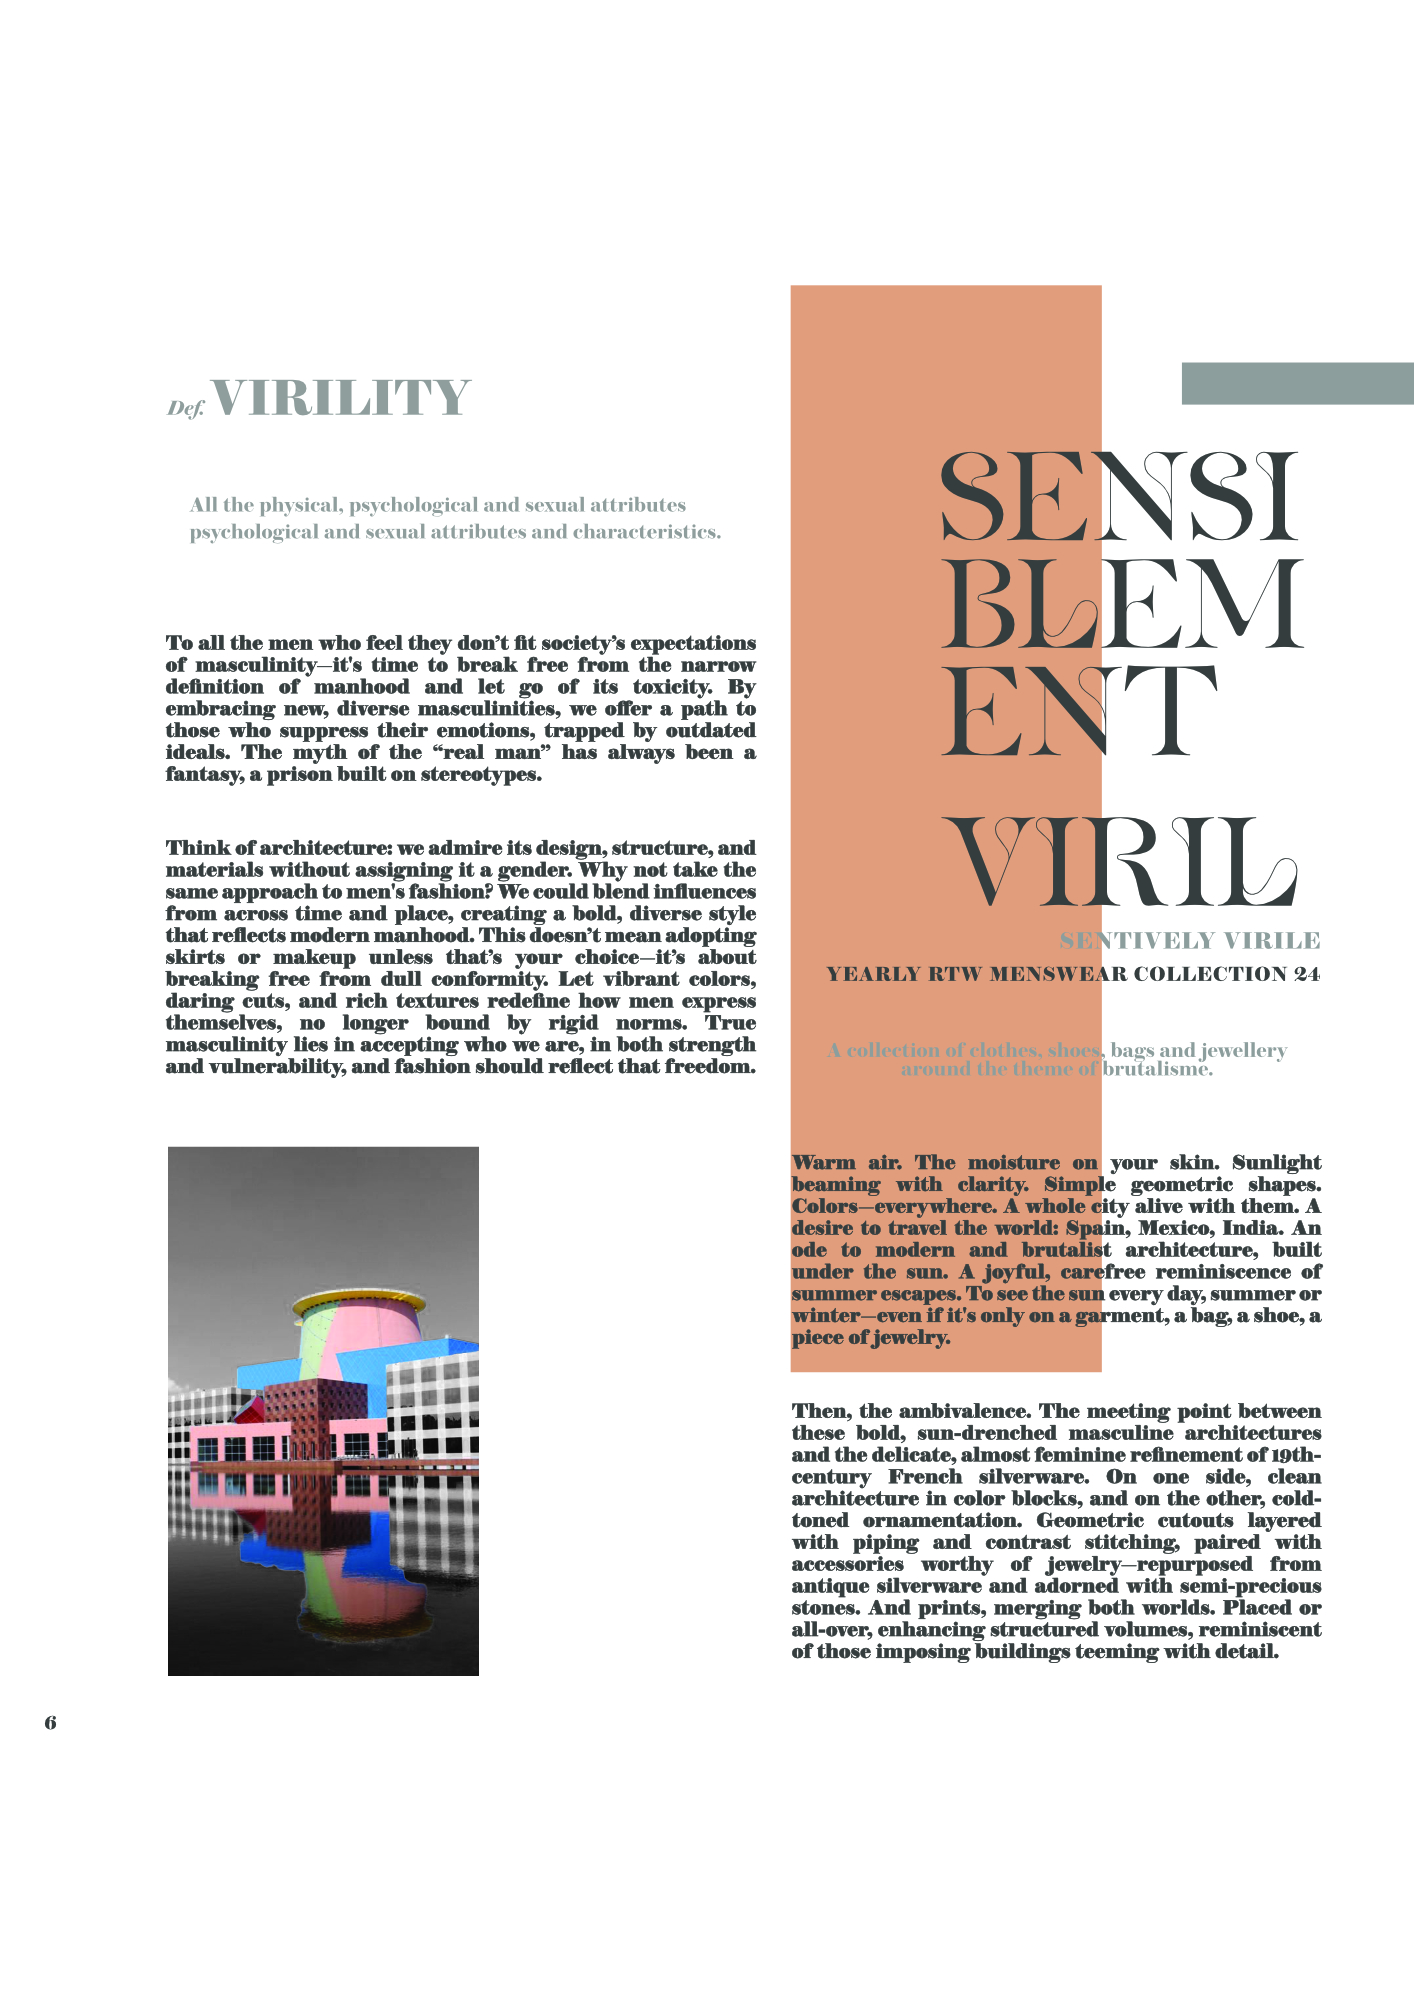 Def. VIRILITY
All the physical, psychological and sexual attributes
psychological and sexual attributes and characteristics.
To all the men who feel they don’t fit society’s expectations
of masculinity—it's time to break free from the narrow
definition of manhood and let go of its toxicity. By
embracing new, diverse masculinities, we offer a path to
those who suppress their emotions, trapped by outdated
ideals. The myth of the “real man” has always been a
fantasy, a prison built on stereotypes.
Think of architecture: we admire its design, structure, and
materials without assigning it a gender. Why not take the
same approach to men's fashion? We could blend influences
from across time and place, creating a bold, diverse style
that reflects modern manhood. This doesn’t mean adopting
skirts or makeup unless that’s your choice—it’s about
breaking free from dull conformity. Let vibrant colors,
daring cuts, and rich textures redefine how men express
themselves, no longer bound by rigid norms. True
masculinity lies in accepting who we are, in both strength
and vulnerability, and fashion should reflect that freedom.
SENSI
BLEM
ENT
VIRIL
SENTIVELY VIRILE
YEARLY RTW MENSWEAR COLLECTION 24
A collection of clothes, shoes, bags and jewellery
around the theme of brutalisme.
Warm air. The moisture on your skin. Sunlight
beaming with clarity. Simple geometric shapes.
Colors—everywhere. A whole city alive with them. A
desire to travel the world: Spain, Mexico, India. An
ode to modern and brutalist architecture, built
under the sun. A joyful, carefree reminiscence of
summer escapes. To see the sun every day, summer or
winter—even if it's only on a garment, a bag, a shoe, a
piece of jewelry.
Then, the ambivalence. The meeting point between
these bold, sun-drenched masculine architectures
and the delicate, almost feminine refinement of 19th-
century French silverware. On one side, clean
architecture in color blocks, and on the other, cold-
toned ornamentation. Geometric cutouts layered
with piping and contrast stitching, paired with
accessories worthy of jewelry—repurposed from
antique silverware and adorned with semi-precious
stones. And prints, merging both worlds. Placed or
all-over, enhancing structured volumes, reminiscent
of those imposing buildings teeming with detail.
6